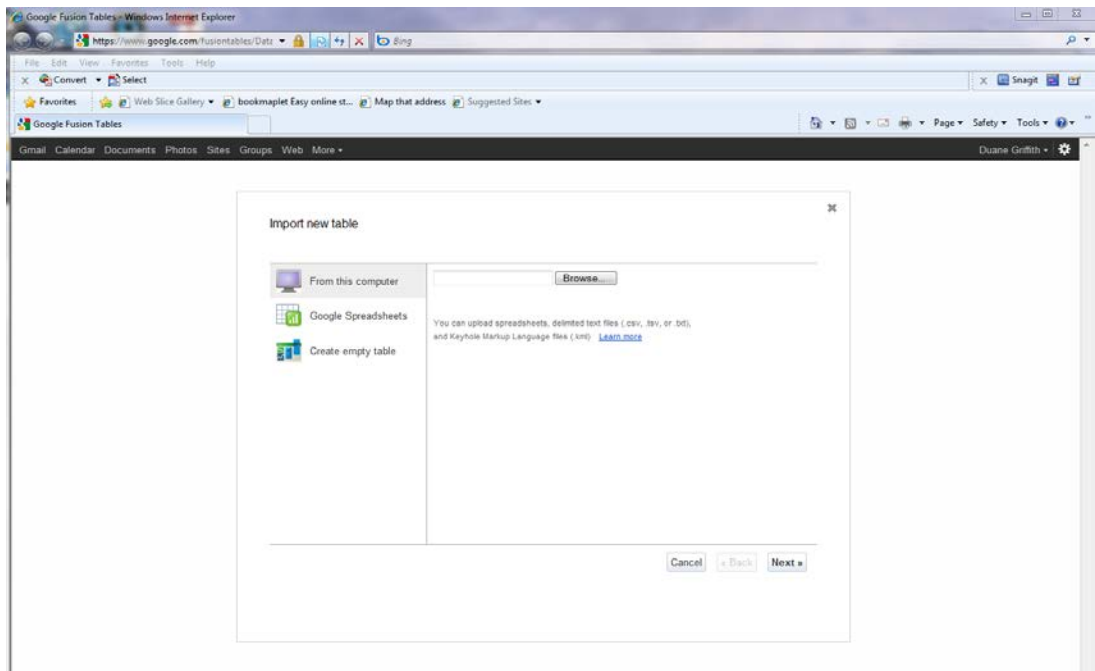 Google Fusion Tables - Windows Internet Explorer
https://www.google.com/fusiontables/Data Bing
File Edit View Favorites Tools Help
x Convert Select x Snagit
Favorites Web Slice Gallery bookmaplet Easy online st... Map that address Suggested Sites
Google Fusion Tables Page Safety Tools
Gmail Calendar Documents Photos Sites Groups Web More Duane Griffith
Import new table
From this computer Browse...
Google Spreadsheets
You can upload spreadsheets, delimited text files (.csv, .tsv, or .txt),
and Keyhole Markup Language files (.kml) Learn more
Create empty table
Cancel « Back Next »